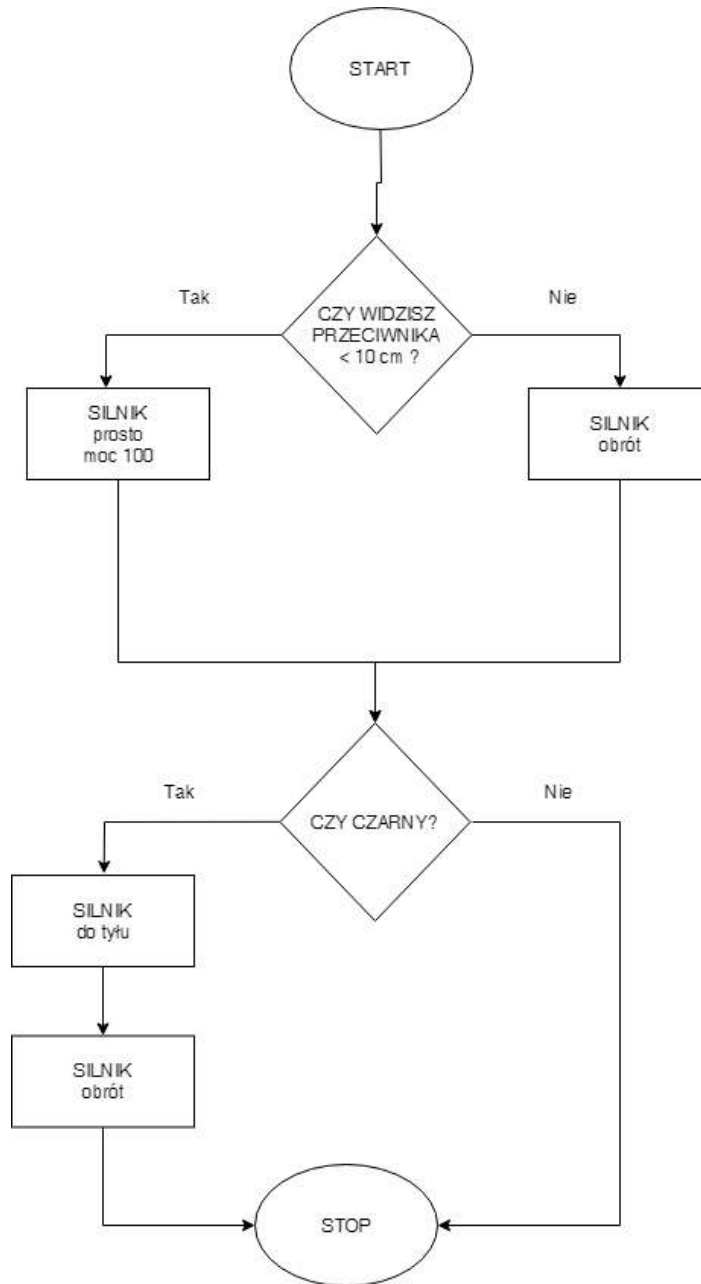 START
Tak
Nie
CZY WIDZISZ
PRZECIWNIKA
< 10 cm ?
SILNIK
prosto
moc 100
SILNIK
obrót
Tak
Nie
CZY CZARNY?
SILNIK
do tyłu
SILNIK
obrót
STOP